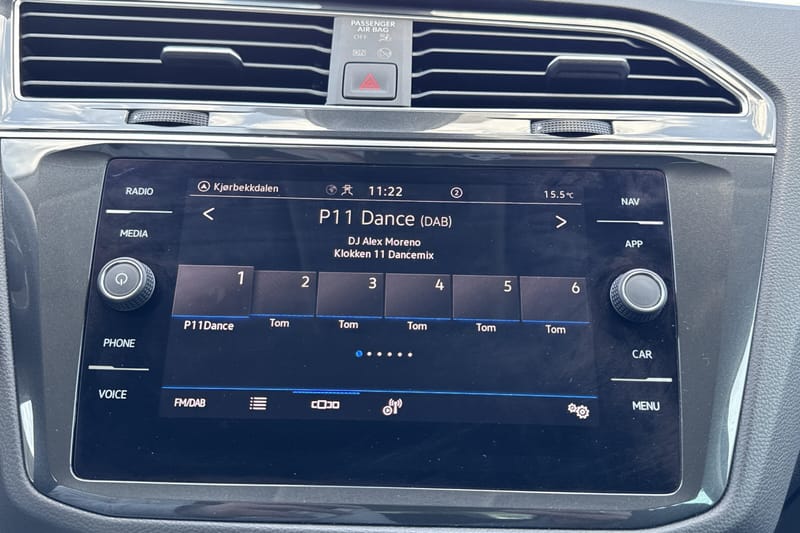 PASSENGER
AIR BAG
OFF
ON
RADIO
MEDIA
PHONE
VOICE
Kjørbekkdalen
11:22
2
15.5°C
P11 Dance (DAB)
DJ Alex Moreno
Klokken 11 Dancemix
1 2 3 4 5 6
P11Dance Tom Tom Tom Tom Tom
FM/DAB
NAV
APP
CAR
MENU